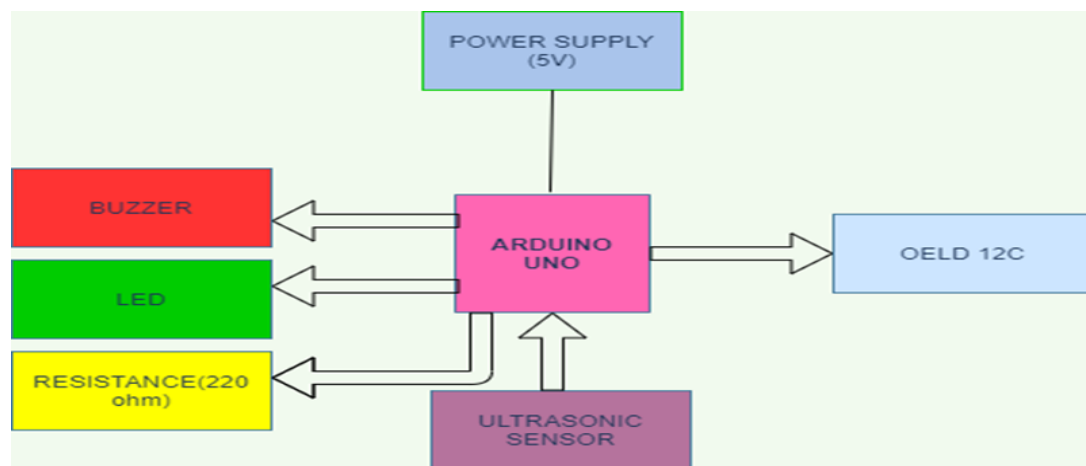 POWER SUPPLY
(5V)
BUZZER
ARDUINO
UNO
OELD 12C
LED
RESISTANCE(220
ohm)
ULTRASONIC
SENSOR